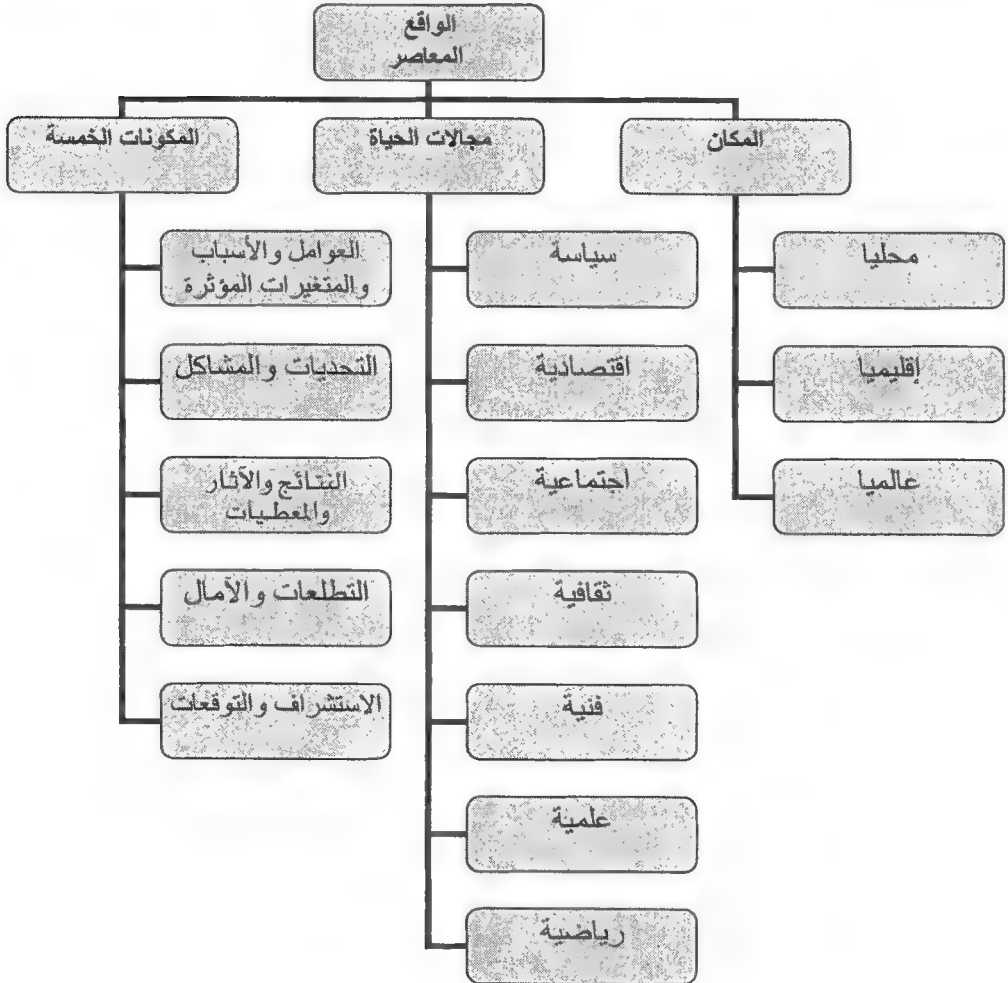 الواقع
المعاصر
المكان
مجالات الحياة
المكونات الخمسة
محليا
إقليميا
عالميا
سياسة
اقتصادية
اجتماعية
ثقافية
فنية
علمية
رياضية
العوامل والأسباب
والمتغيرات المؤثرة
التحديات والمشاكل
النتائج والآثار
والمعطيات
التطلعات والآمال
الاستشراف والتوقعات